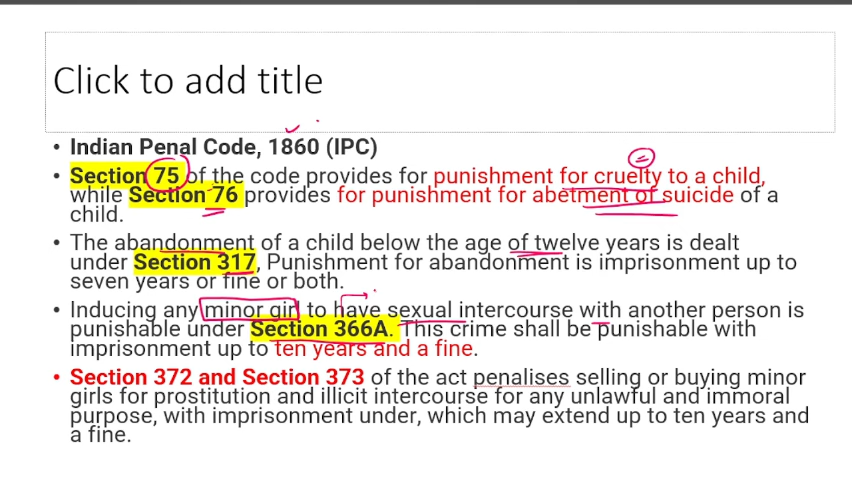 Click to add title
• Indian Penal Code, 1860 (IPC)
• Section 75 of the code provides for punishment for cruelty to a child,
while Section 76 provides for punishment for abetment of suicide of a
child.
• The abandonment of a child below the age of twelve years is dealt
under Section 317, Punishment for abandonment is imprisonment up to
seven years or fine or both.
• Inducing any minor girl to have sexual intercourse with another person is
punishable under Section 366A. This crime shall be punishable with
imprisonment up to ten years and a fine.
• Section 372 and Section 373 of the act penalises selling or buying minor
girls for prostitution and illicit intercourse for any unlawful and immoral
purpose, with imprisonment under, which may extend up to ten years and
a fine.